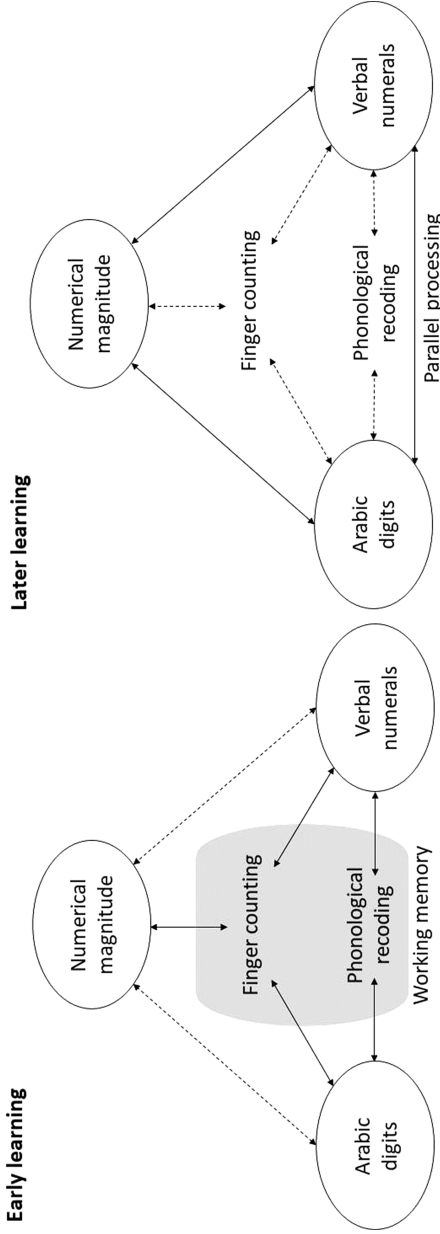 Early learning
Numerical
magnitude
Finger counting
Phonological
recoding
Arabic
digits
Verbal
numerals
Working memory
Later learning
Numerical
magnitude
Finger counting
Phonological
recoding
Arabic
digits
Verbal
numerals
Parallel processing